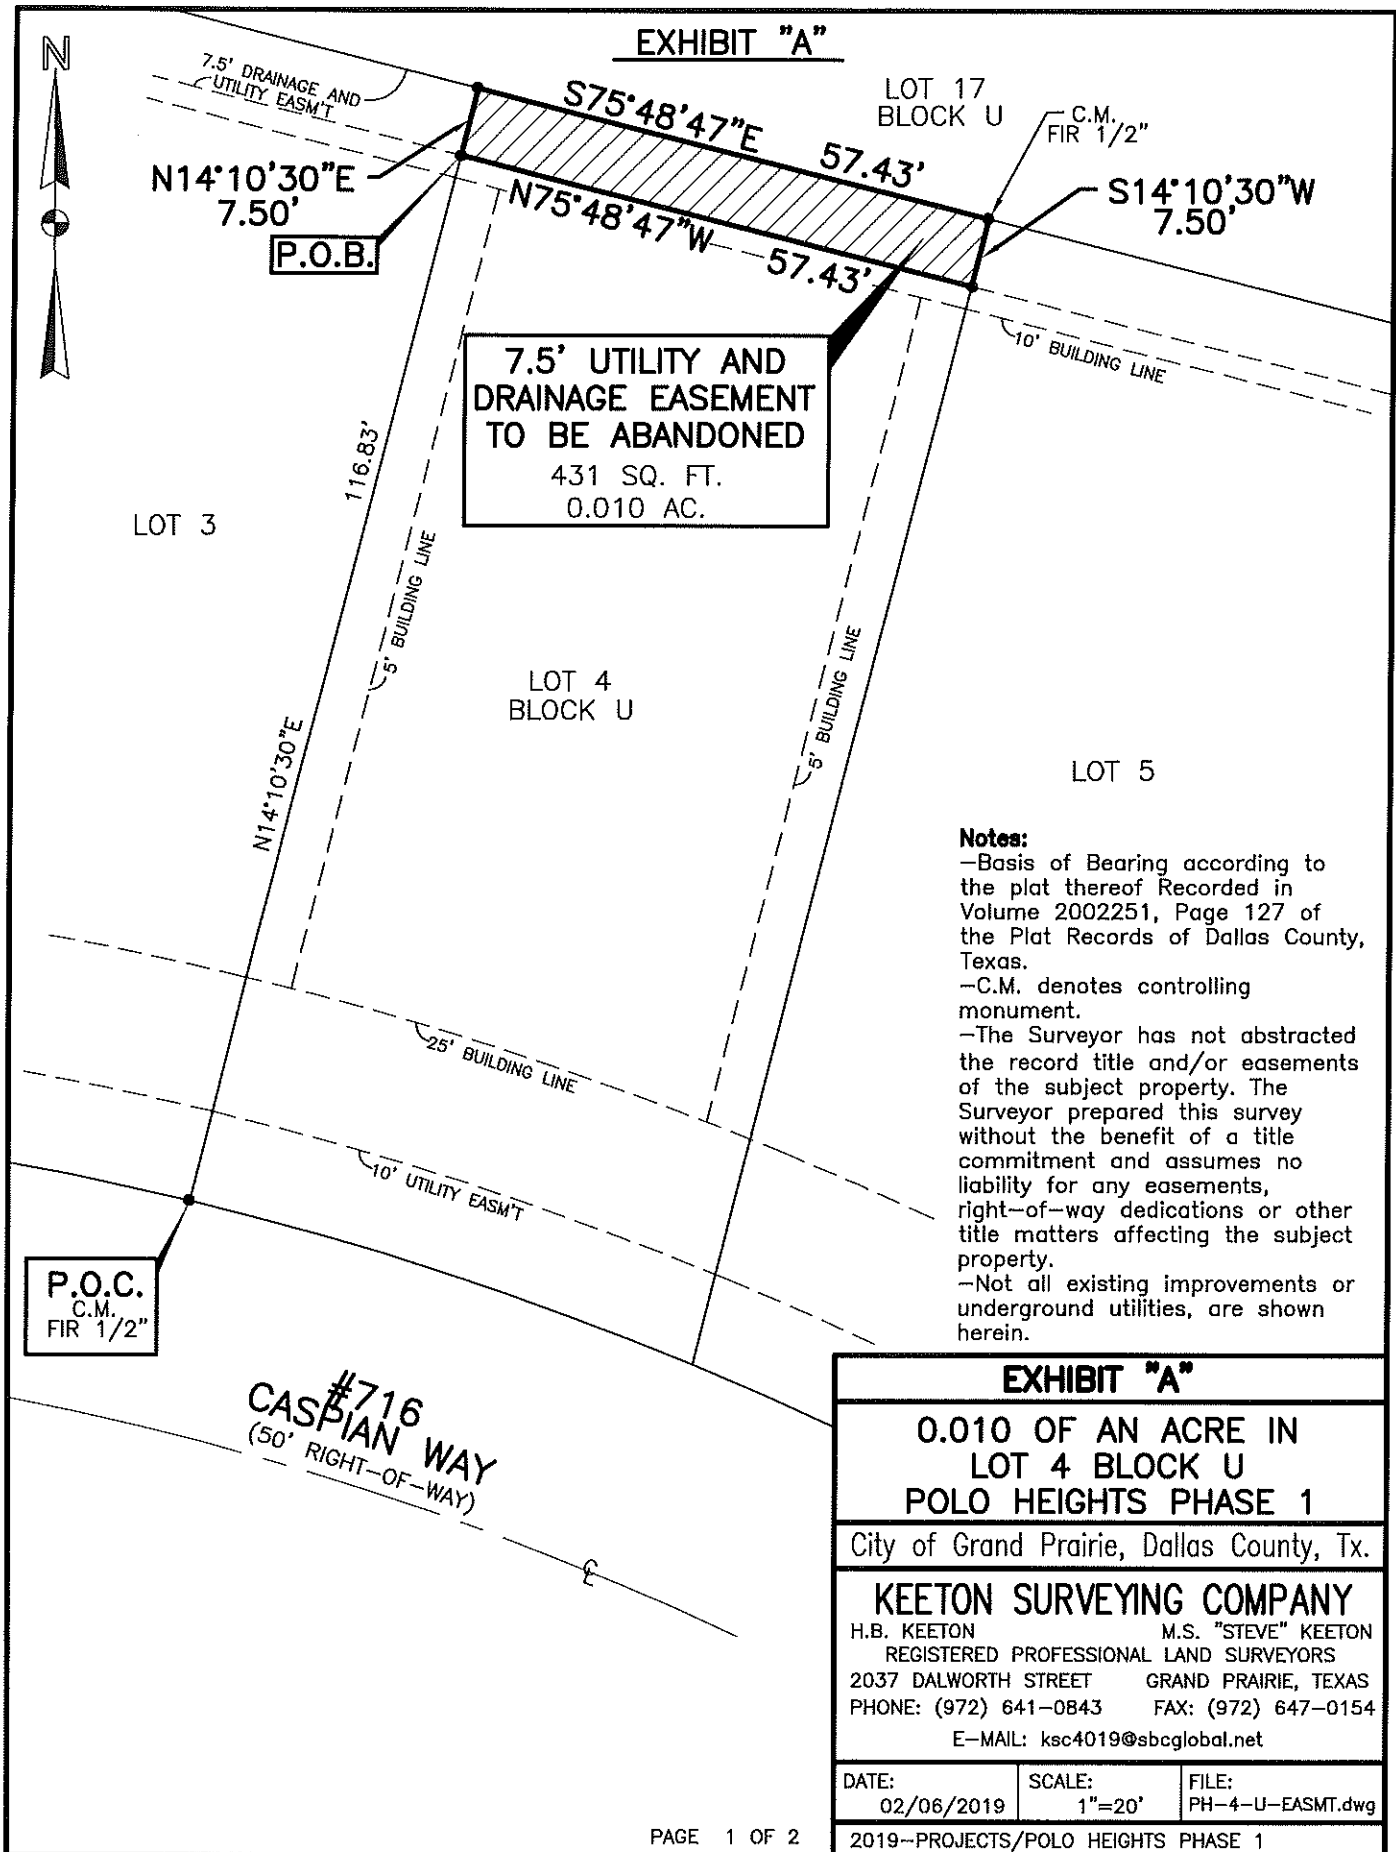 EXHIBIT "A"
N
7.5' DRAINAGE AND
UTILITY EASM'T
LOT 17
BLOCK U
C.M.
FIR 1/2"
S75°48'47"E 57.43'
N14°10'30"E
7.50'
S14°10'30"W
7.50'
P.O.B.
N75°48'47"W 57.43'
10' BUILDING LINE
7.5' UTILITY AND
DRAINAGE EASEMENT
TO BE ABANDONED
431 SQ. FT.
0.010 AC.
116.83'
LOT 3
5' BUILDING LINE
LOT 4
BLOCK U
5' BUILDING LINE
N14°10'30"E
LOT 5
Notes:
-Basis of Bearing according to
the plat thereof Recorded in
Volume 2002251, Page 127 of
the Plat Records of Dallas County,
Texas.
-C.M. denotes controlling
monument.
-The Surveyor has not abstracted
the record title and/or easements
of the subject property. The
Surveyor prepared this survey
without the benefit of a title
commitment and assumes no
liability for any easements,
right-of-way dedications or other
title matters affecting the subject
property.
-Not all existing improvements or
underground utilities, are shown
herein.
25' BUILDING LINE
10' UTILITY EASM'T
P.O.C.
C.M.
FIR 1/2"
#716
CASPIAN WAY
(50' RIGHT-OF-WAY)
℄
EXHIBIT "A"
0.010 OF AN ACRE IN
LOT 4 BLOCK U
POLO HEIGHTS PHASE 1
City of Grand Prairie, Dallas County, Tx.
KEETON SURVEYING COMPANY
H.B. KEETON M.S. "STEVE" KEETON
REGISTERED PROFESSIONAL LAND SURVEYORS
2037 DALWORTH STREET GRAND PRAIRIE, TEXAS
PHONE: (972) 641-0843 FAX: (972) 647-0154
E-MAIL: ksc4019@sbcglobal.net
DATE: SCALE: FILE:
02/06/2019 1"=20' PH-4-U-EASMT.dwg
2019-PROJECTS/POLO HEIGHTS PHASE 1
PAGE 1 OF 2